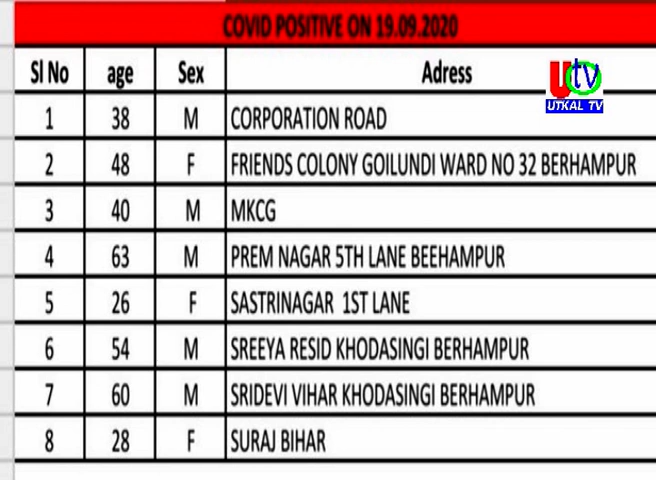 COVID POSITIVE ON 19.09.2020
Sl No age Sex Adress
UTV
UTKAL TV
1 38 M CORPORATION ROAD
2 48 F FRIENDS COLONY GOILUNDI WARD NO 32 BERHAMPUR
3 40 M MKCG
4 63 M PREM NAGAR 5TH LANE BEEHAMPUR
5 26 F SASTRINAGAR 1ST LANE
6 54 M SREEYA RESID KHODASINGI BERHAMPUR
7 60 M SRIDEVI VIHAR KHODASINGI BERHAMPUR
8 28 F SURAJ BIHAR